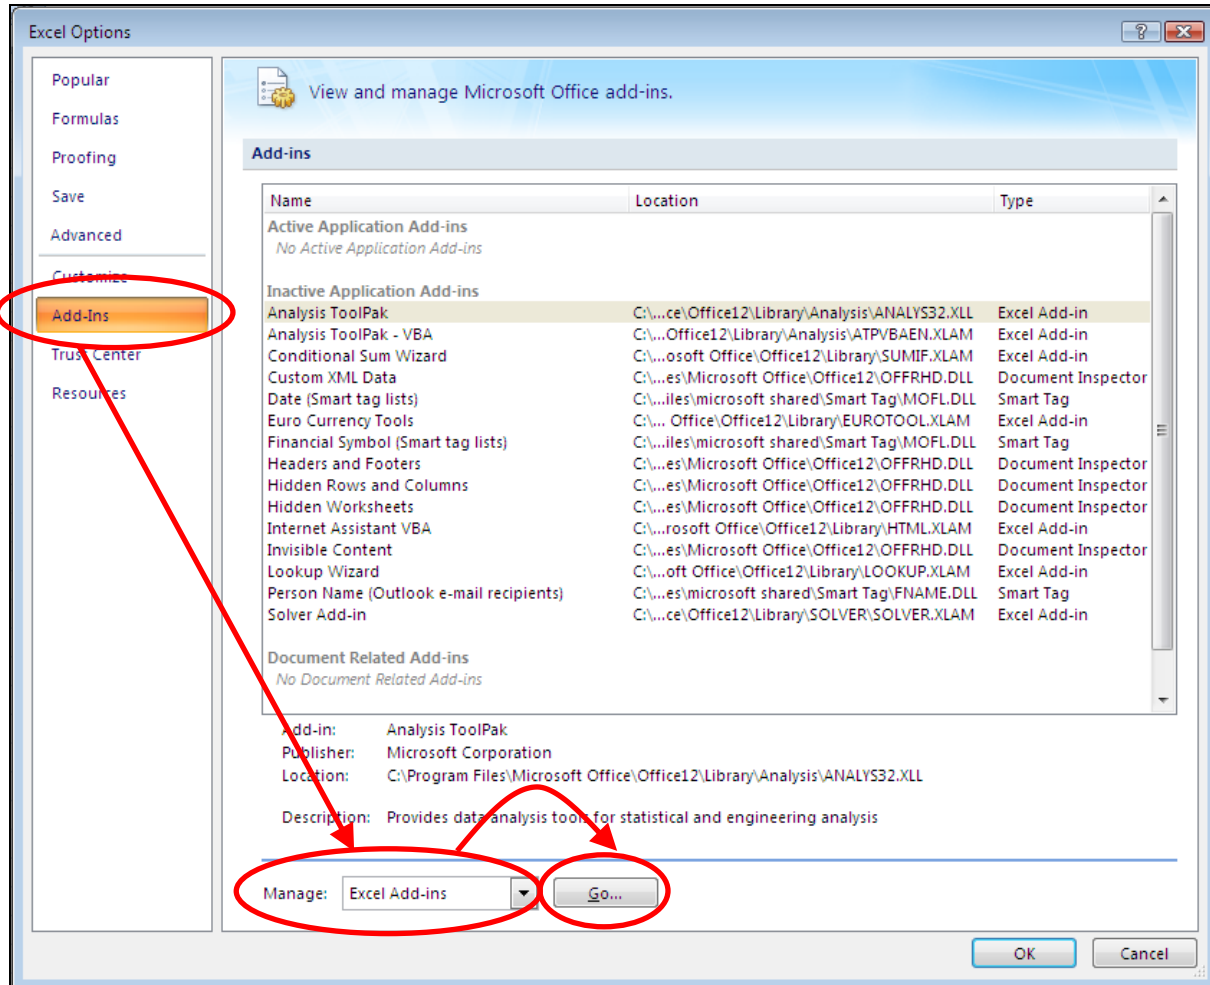 Excel Options
Popular
Formulas
Proofing
Save
Advanced
Customize
Add-Ins
Trust Center
Resources
View and manage Microsoft Office add-ins.
Add-ins
Name Location Type
Active Application Add-ins
No Active Application Add-ins
Inactive Application Add-ins
Analysis ToolPak C:\...ce\Office12\Library\Analysis\ANALYS32.XLL Excel Add-in
Analysis ToolPak - VBA C:\...Office12\Library\Analysis\ATPVBAEN.XLAM Excel Add-in
Conditional Sum Wizard C:\...osoft Office\Office12\Library\SUMIF.XLAM Excel Add-in
Custom XML Data C:\...es\Microsoft Office\Office12\OFFRHD.DLL Document Inspector
Date (Smart tag lists) C:\...iles\microsoft shared\Smart Tag\MOFL.DLL Smart Tag
Euro Currency Tools C:\... Office\Office12\Library\EUROTOOL.XLAM Excel Add-in
Financial Symbol (Smart tag lists) C:\...iles\microsoft shared\Smart Tag\MOFL.DLL Smart Tag
Headers and Footers C:\...es\Microsoft Office\Office12\OFFRHD.DLL Document Inspector
Hidden Rows and Columns C:\...es\Microsoft Office\Office12\OFFRHD.DLL Document Inspector
Hidden Worksheets C:\...es\Microsoft Office\Office12\OFFRHD.DLL Document Inspector
Internet Assistant VBA C:\...rosoft Office\Office12\Library\HTML.XLAM Excel Add-in
Invisible Content C:\...es\Microsoft Office\Office12\OFFRHD.DLL Document Inspector
Lookup Wizard C:\...oft Office\Office12\Library\LOOKUP.XLAM Excel Add-in
Person Name (Outlook e-mail recipients) C:\...es\microsoft shared\Smart Tag\FNAME.DLL Smart Tag
Solver Add-in C:\...ce\Office12\Library\SOLVER\SOLVER.XLAM Excel Add-in
Document Related Add-ins
No Document Related Add-ins
Add-in: Analysis ToolPak
Publisher: Microsoft Corporation
Location: C:\Program Files\Microsoft Office\Office12\Library\Analysis\ANALYS32.XLL
Description: Provides data analysis tools for statistical and engineering analysis
Manage: Excel Add-ins Go...
OK Cancel